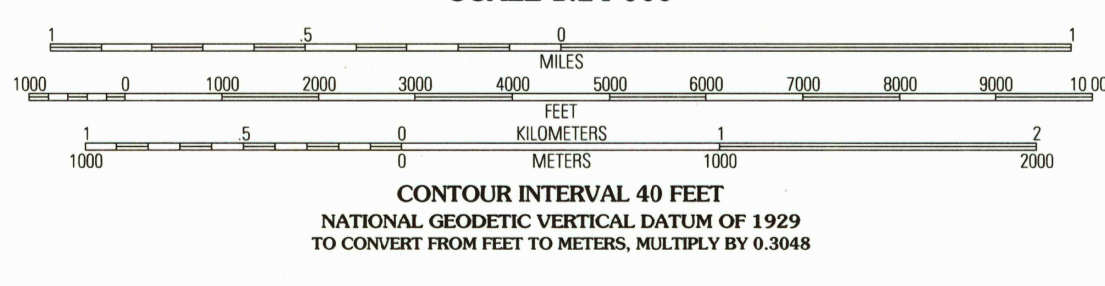 1 .5 0 1
MILES
1000 0 1000 2000 3000 4000 5000 6000 7000 8000 9000 10 00
FEET
1 .5 0 KILOMETERS 1 2
1000 0 METERS 1000 2000
CONTOUR INTERVAL 40 FEET
NATIONAL GEODETIC VERTICAL DATUM OF 1929
TO CONVERT FROM FEET TO METERS, MULTIPLY BY 0.3048